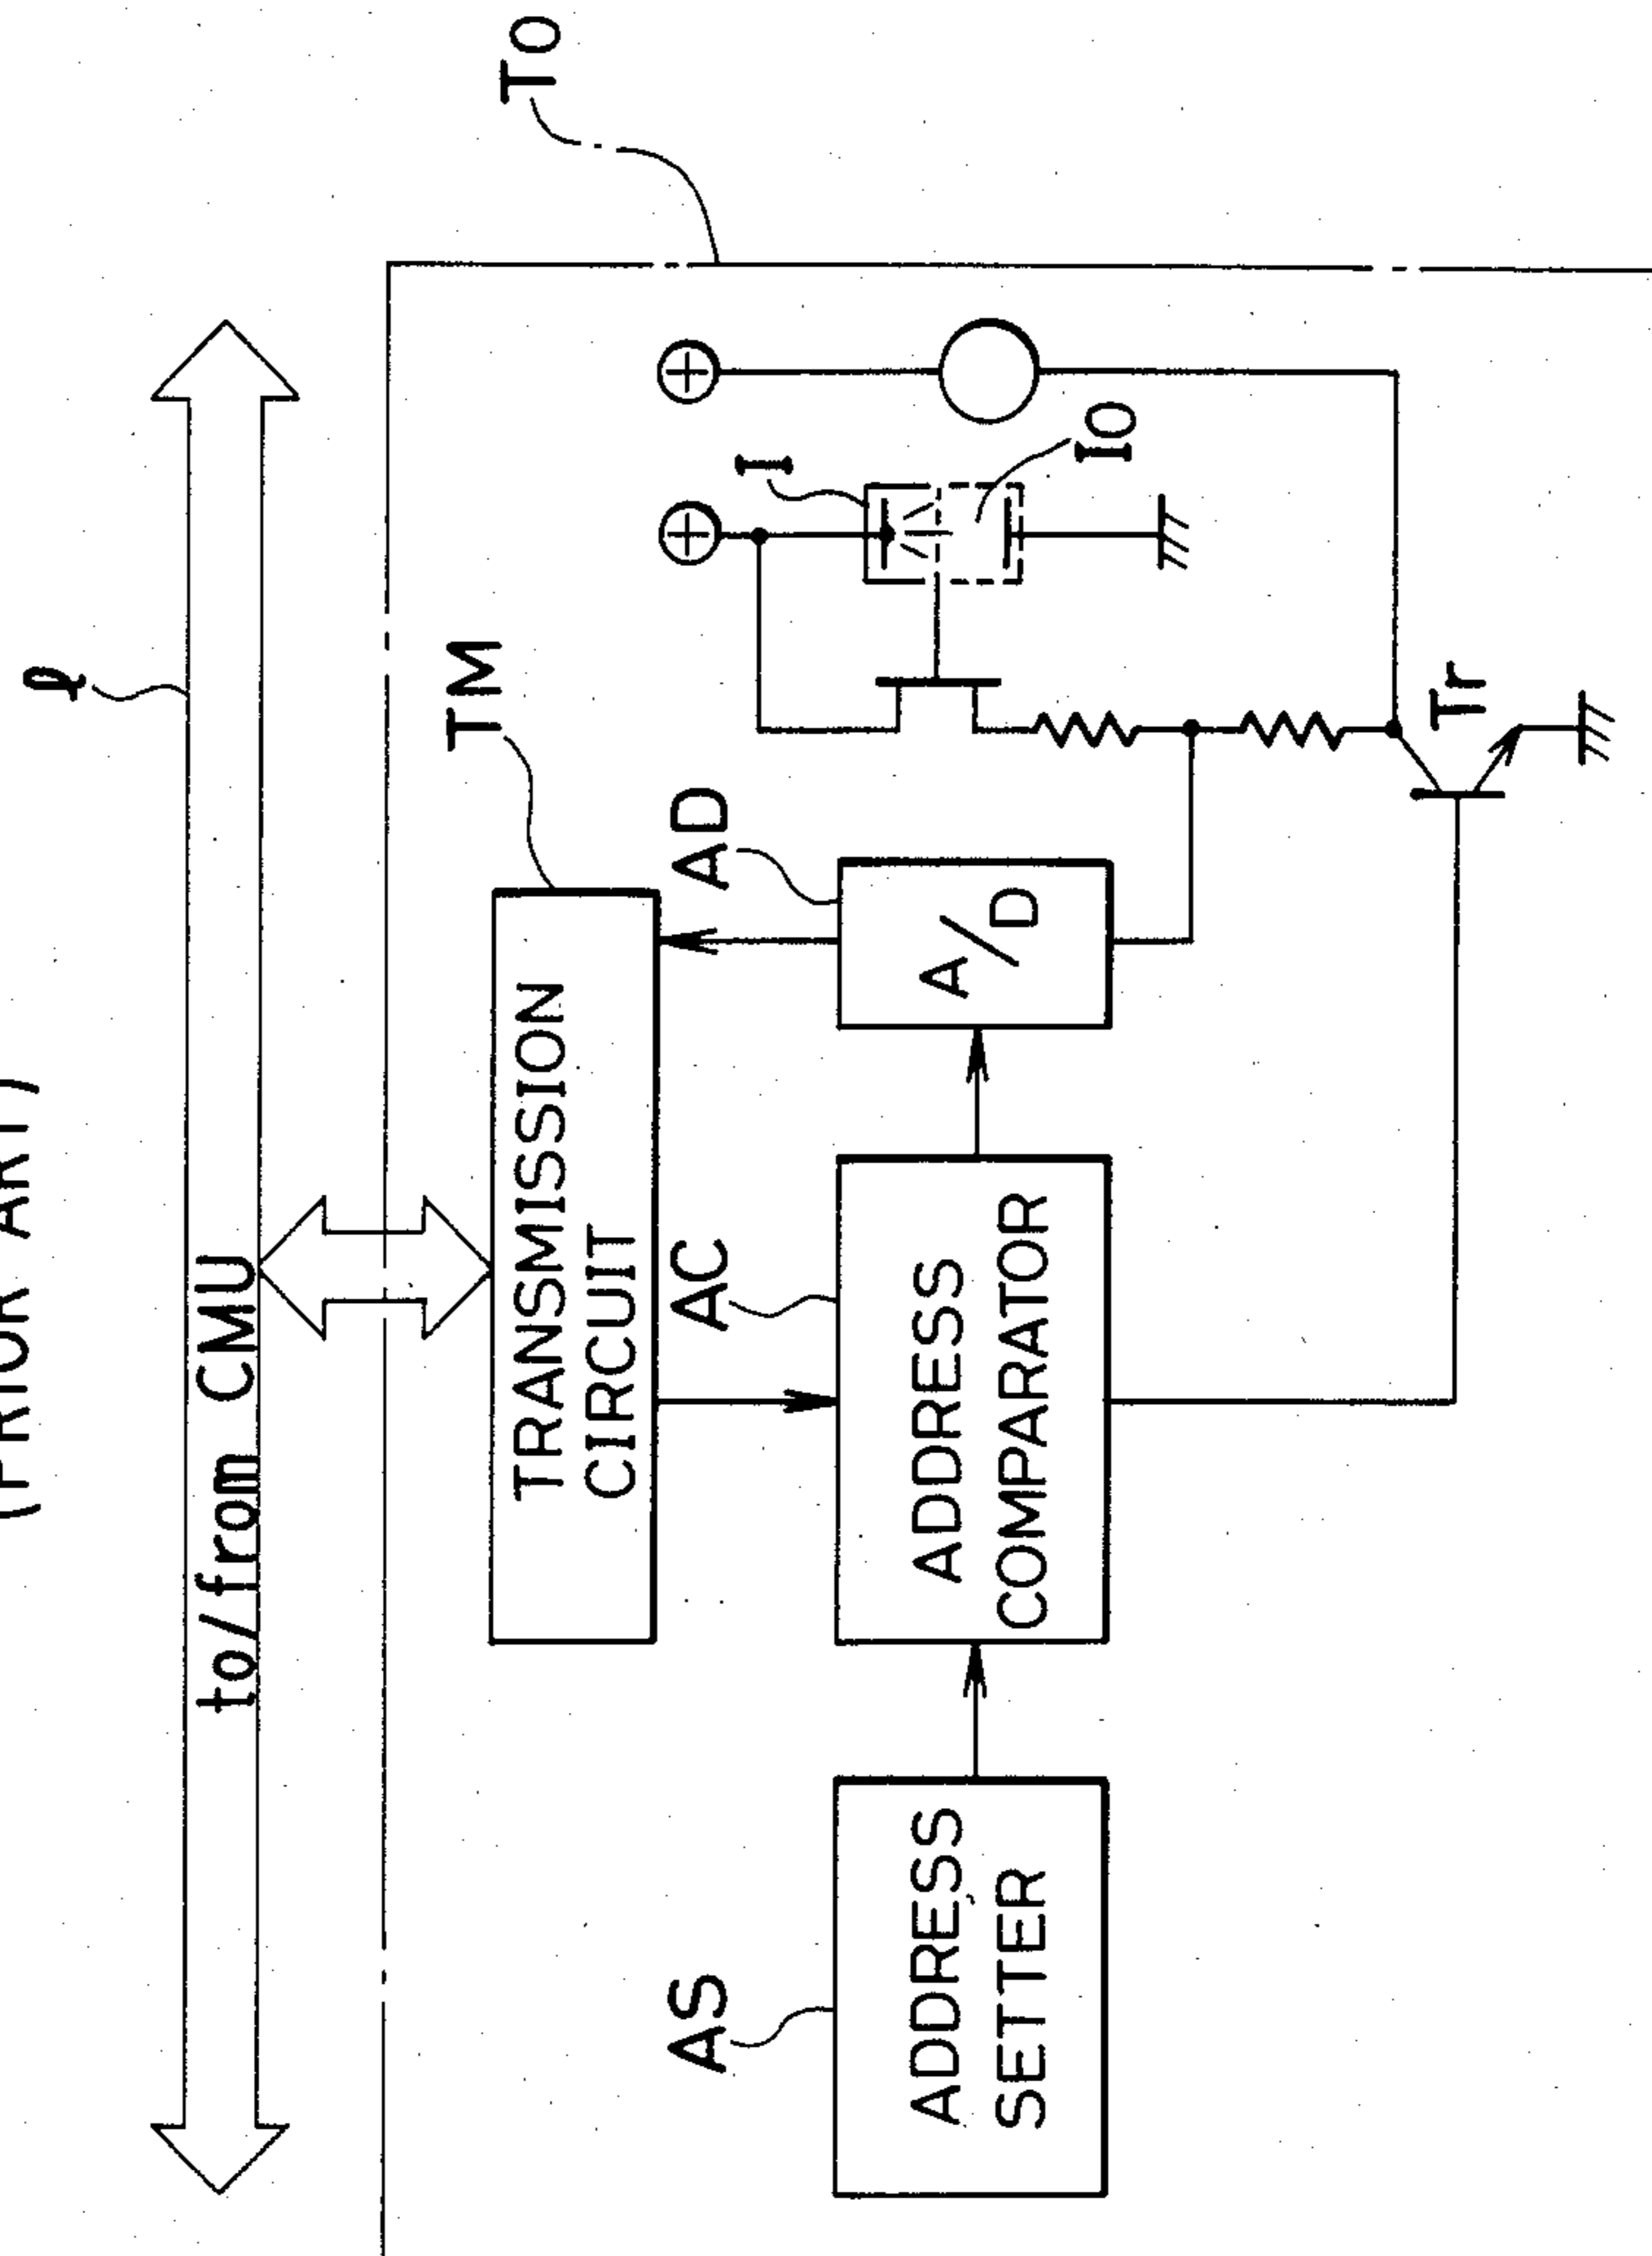 (PRIOR ART)
ℓ
to/from CMU
TM
TO
TRANSMISSION
CIRCUIT
AS
AC
AD
I
ADDRESS
SETTER
ADDRESS
COMPARATOR
A/D
IO
Tr